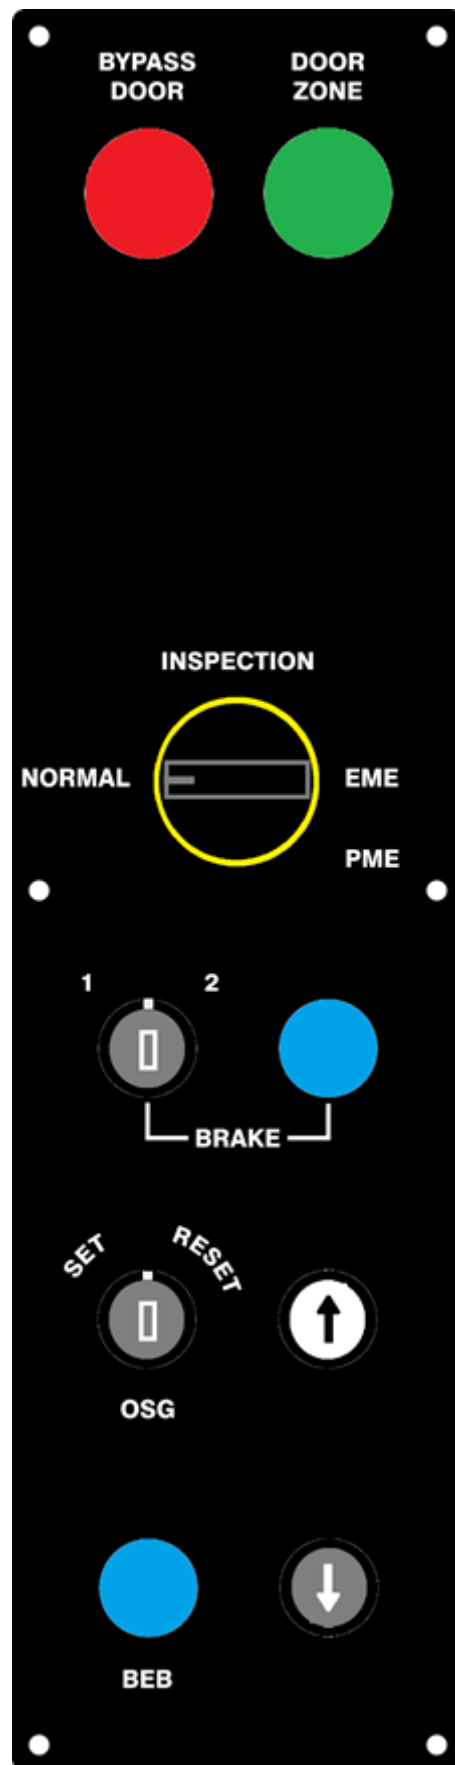 BYPASS
DOOR
DOOR
ZONE
INSPECTION
NORMAL
EME
PME
1
2
BRAKE
SET
RESET
OSG
BEB